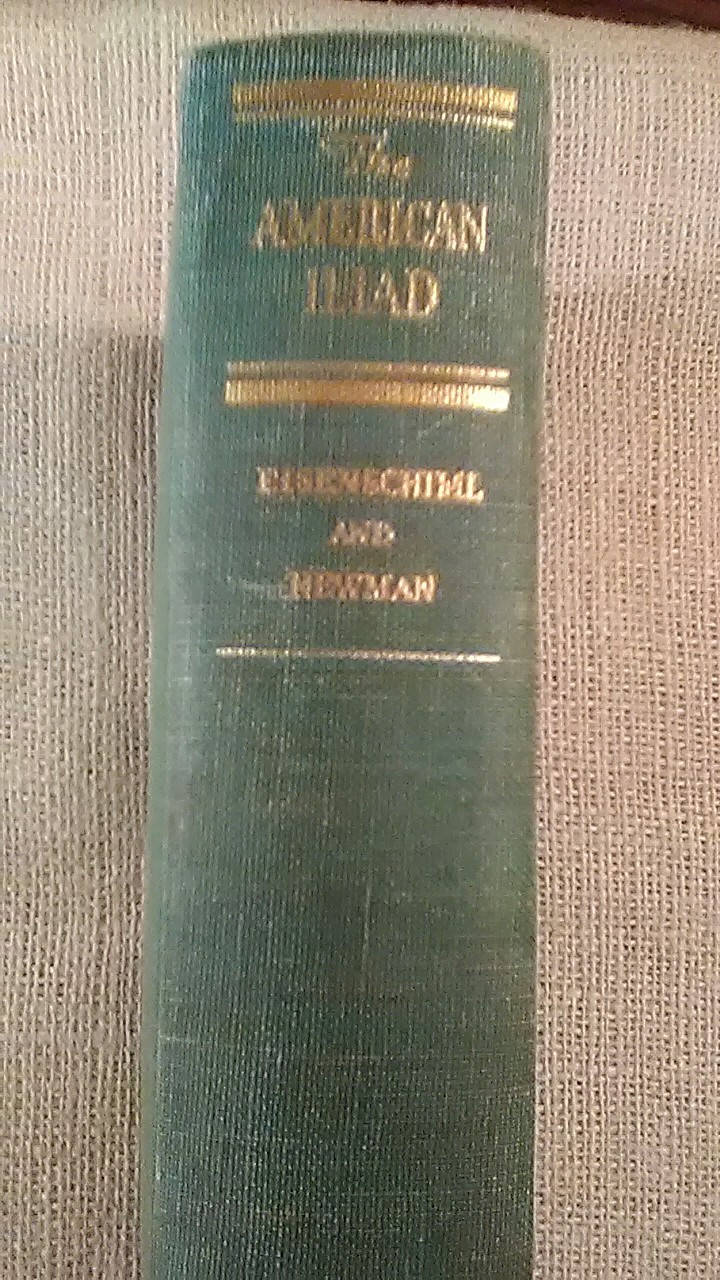 The
AMERICAN
ILIAD
EISENSCHIML
AND
NEWMAN